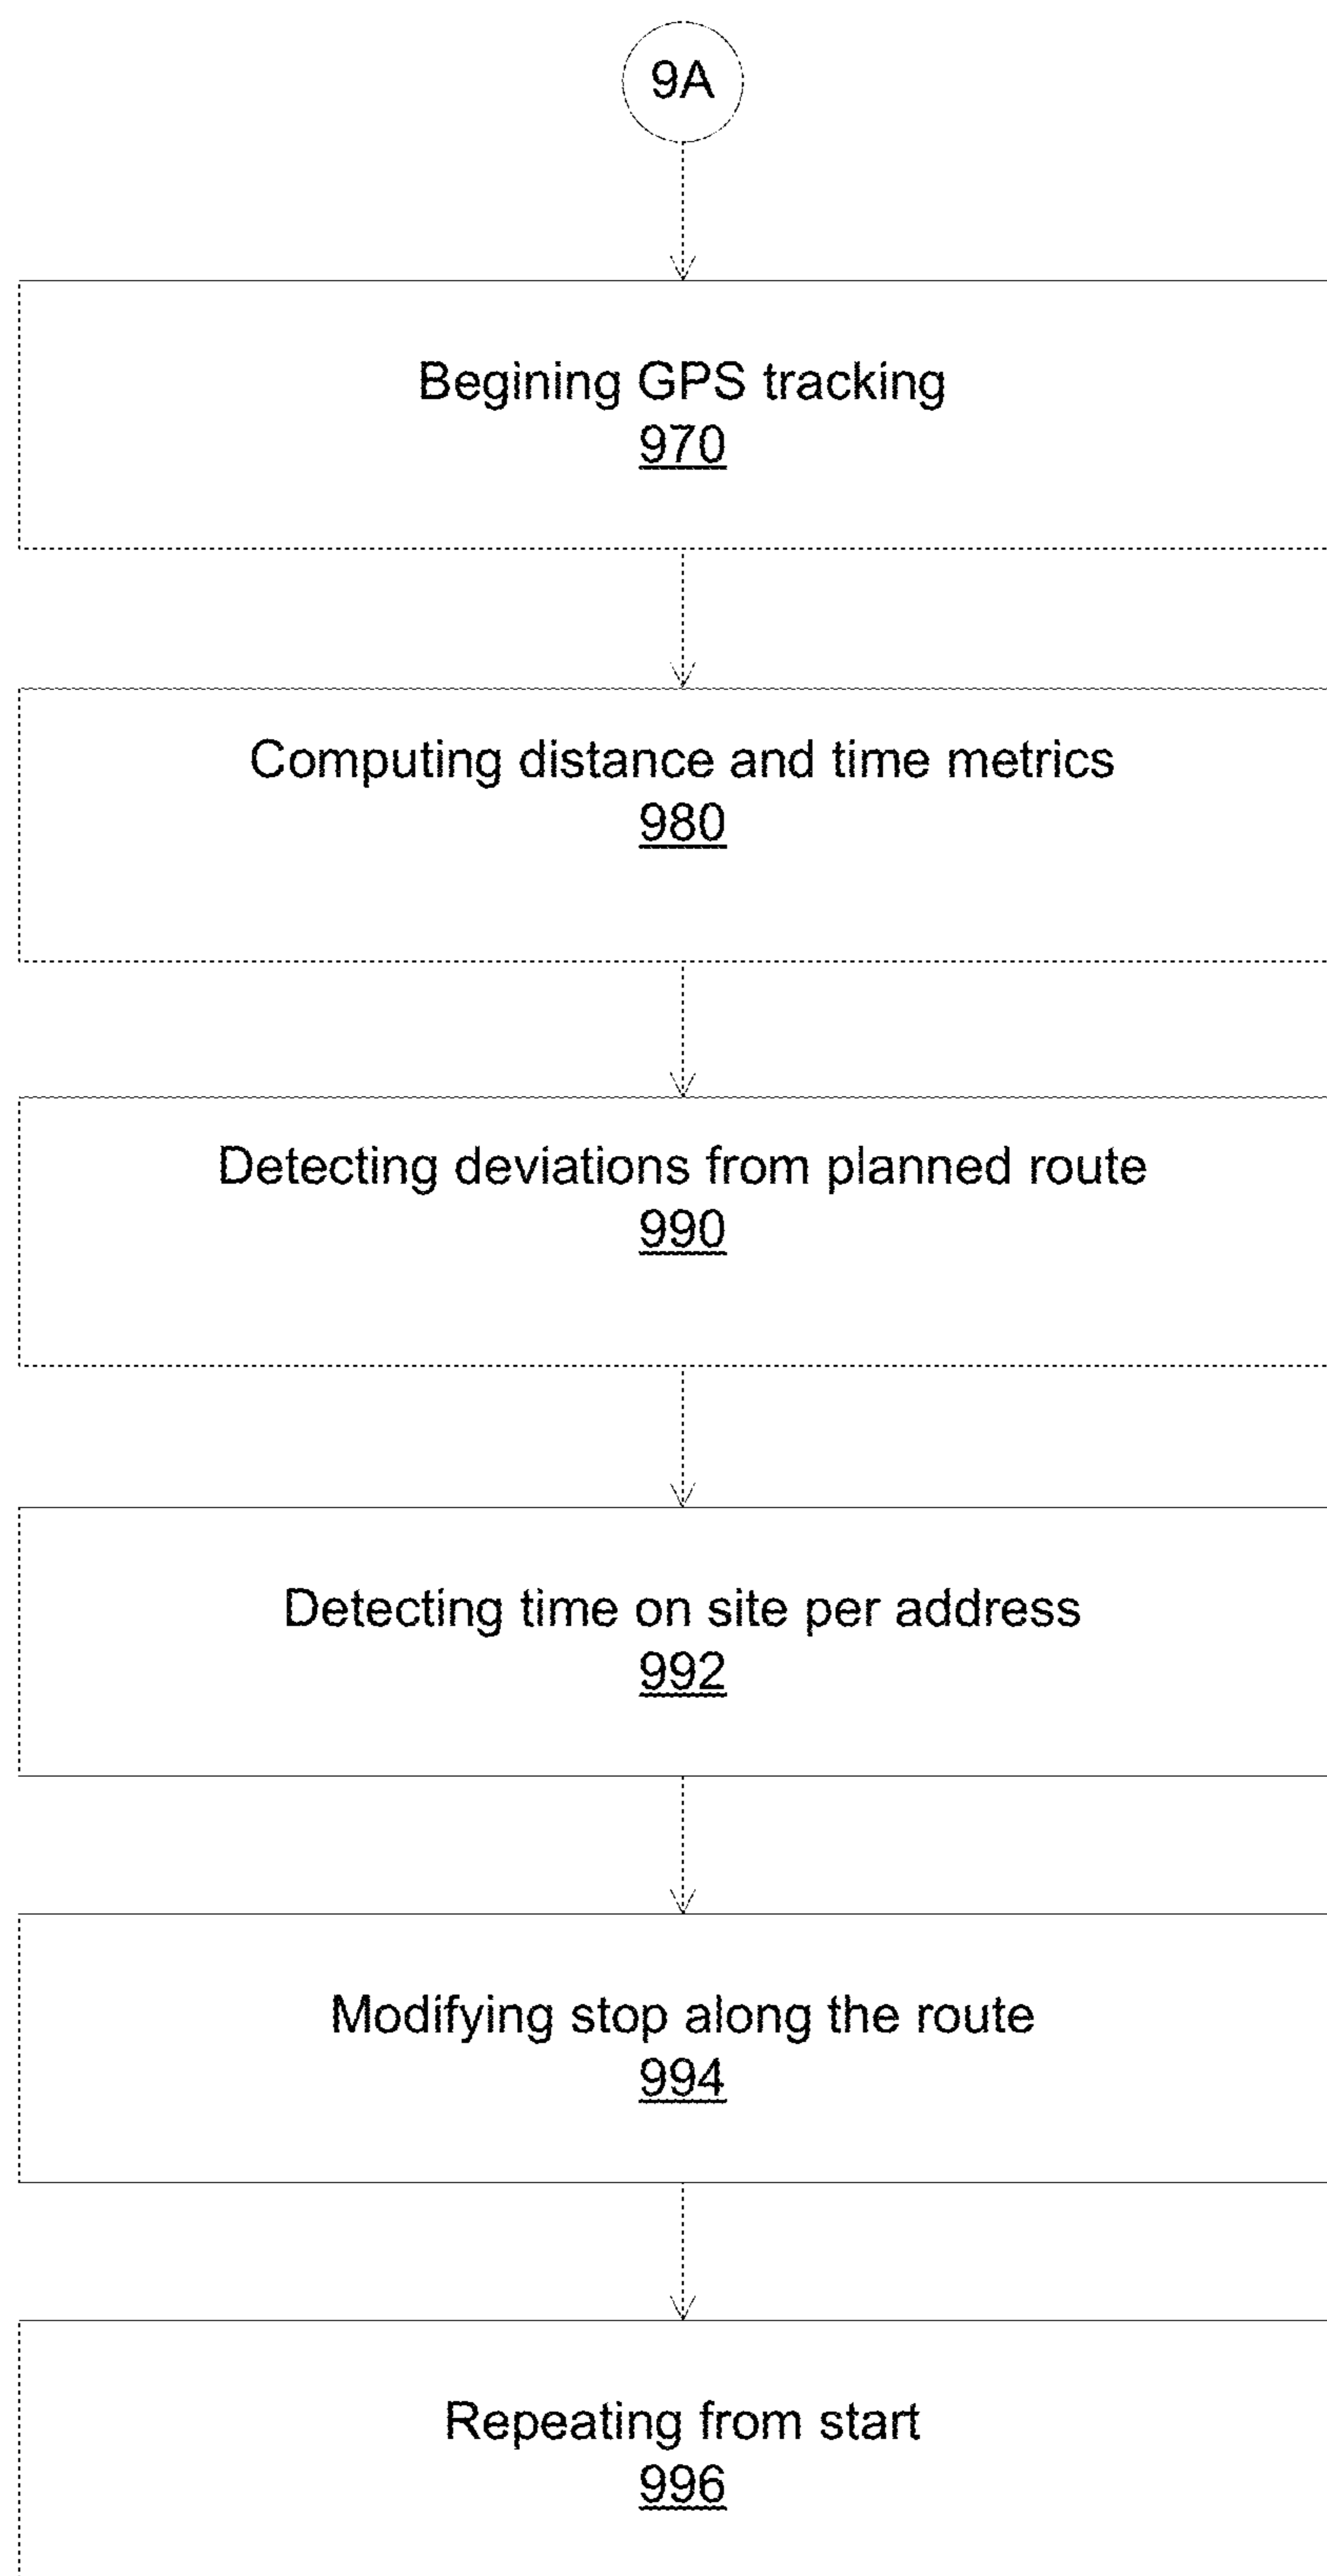 9A
Begining GPS tracking
970
Computing distance and time metrics
980
Detecting deviations from planned route
990
Detecting time on site per address
992
Modifying stop along the route
994
Repeating from start
996